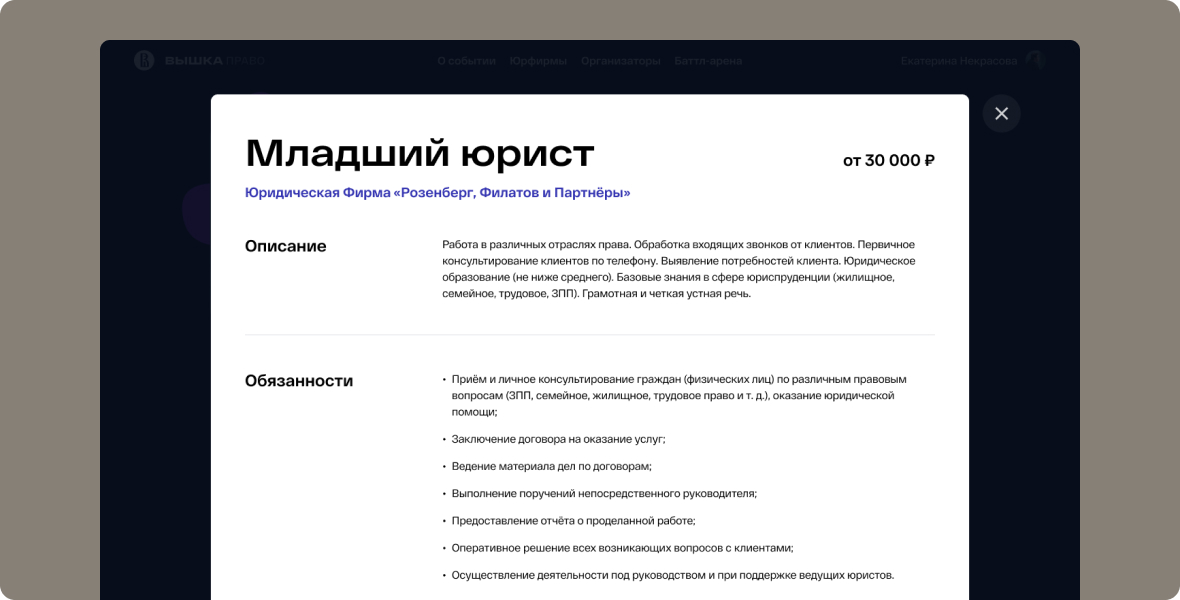 ВЫШКА ПРАВО
О событии Юрфирмы Организаторы Баттл-арена
Екатерина Некрасова
Младший юрист
от 30 000 ₽
Юридическая Фирма «Розенберг, Филатов и Партнёры»
Описание
Работа в различных отраслях права. Обработка входящих звонков от клиентов. Первичное
консультирование клиентов по телефону. Выявление потребностей клиента. Юридическое
образование (не ниже среднего). Базовые знания в сфере юриспруденции (жилищное,
семейное, трудовое, ЗПП). Грамотная и четкая устная речь.
Обязанности
• Приём и личное консультирование граждан (физических лиц) по различным правовым
вопросам (ЗПП, семейное, жилищное, трудовое право и т. д.), оказание юридической
помощи;
• Заключение договора на оказание услуг;
• Ведение материала дел по договорам;
• Выполнение поручений непосредственного руководителя;
• Предоставление отчёта о проделанной работе;
• Оперативное решение всех возникающих вопросов с клиентами;
• Осуществление деятельности под руководством и при поддержке ведущих юристов.